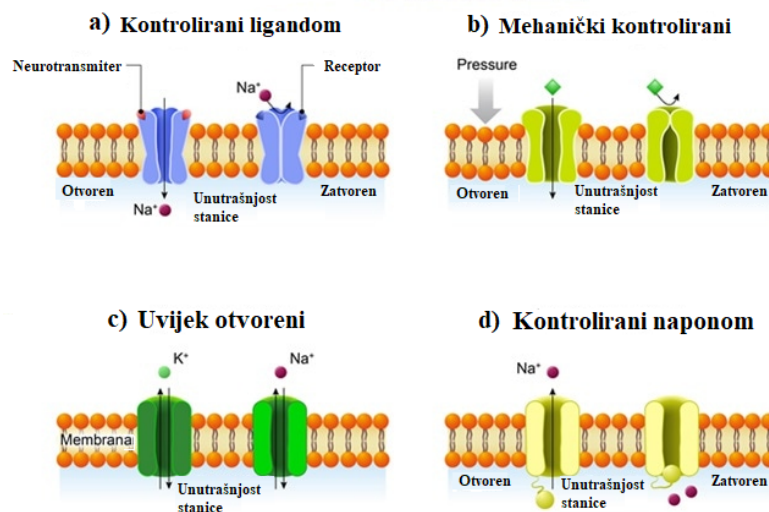 a) Kontrolirani ligandom
Neurotransmiter
Na⁺
Receptor
Otvoren
Unutrašnjost
stanice
Zatvoren
Na⁺
b) Mehanički kontrolirani
Pressure
Otvoren
Unutrašnjost
stanice
Zatvoren
c) Uvijek otvoreni
K⁺
Na⁺
Membrana
Unutrašnjost
stanice
d) Kontrolirani naponom
Na⁺
Otvoren
Unutrašnjost
stanice
Zatvoren